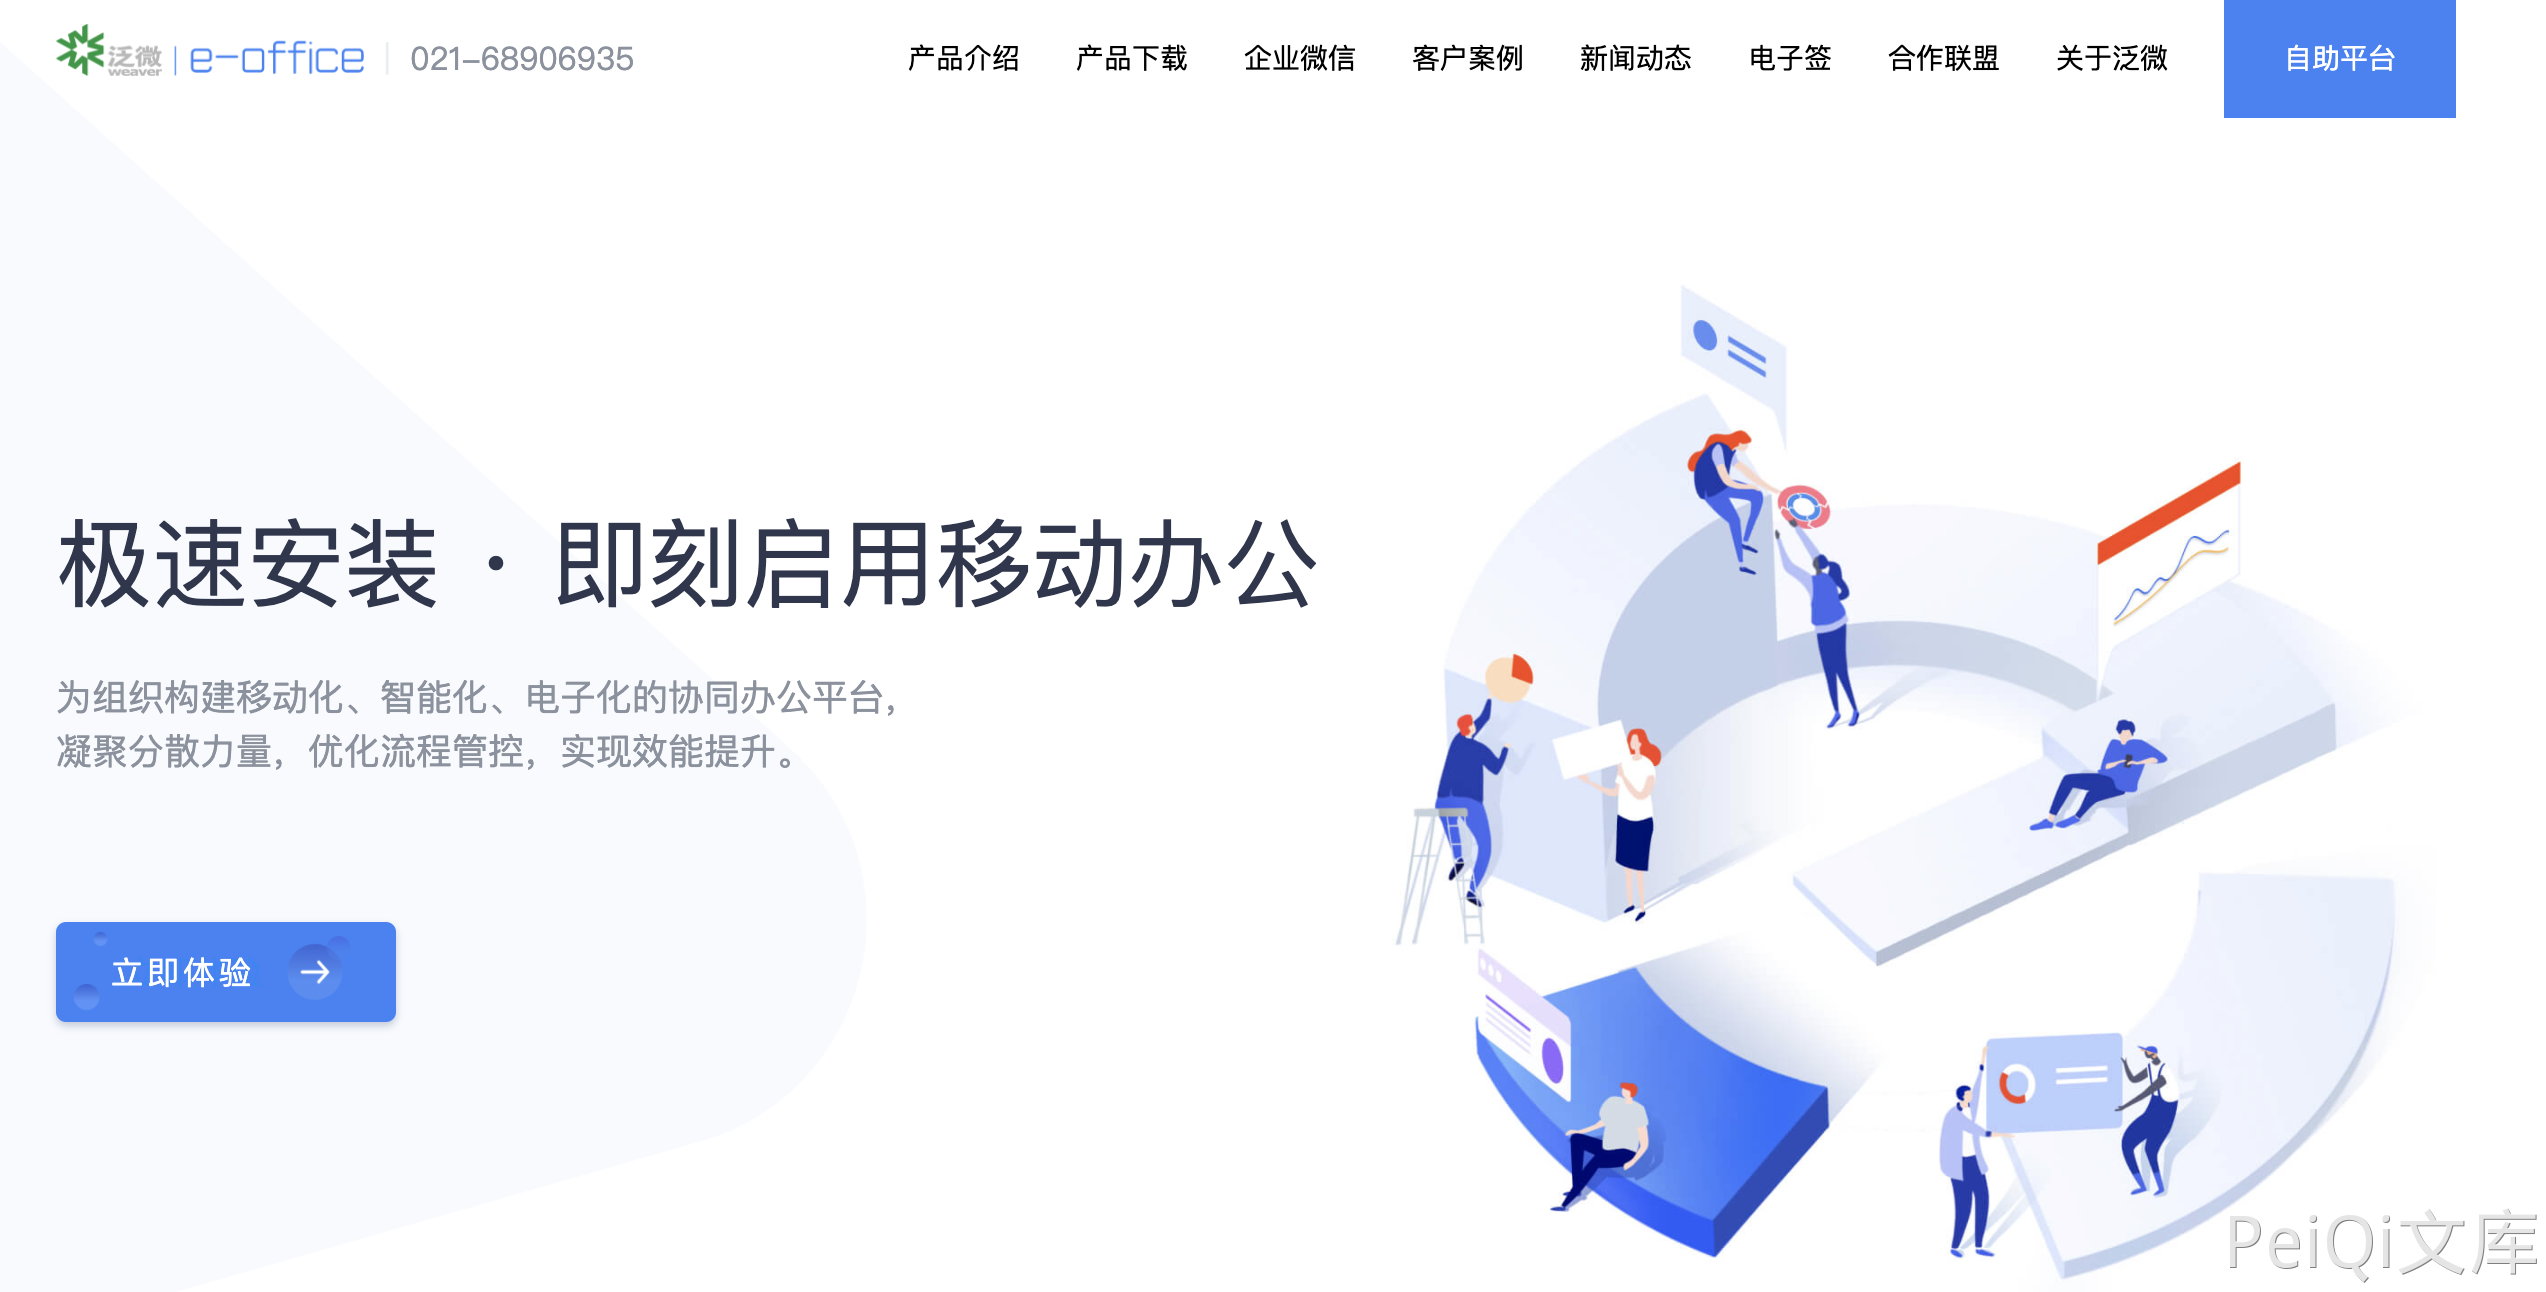 泛微 weaver | e-office | 021-68906935
产品介绍 产品下载 企业微信 客户案例 新闻动态 电子签 合作联盟 关于泛微 自助平台
极速安装 · 即刻启用移动办公
为组织构建移动化、智能化、电子化的协同办公平台，
凝聚分散力量，优化流程管控，实现效能提升。
立即体验
PeiQi文库